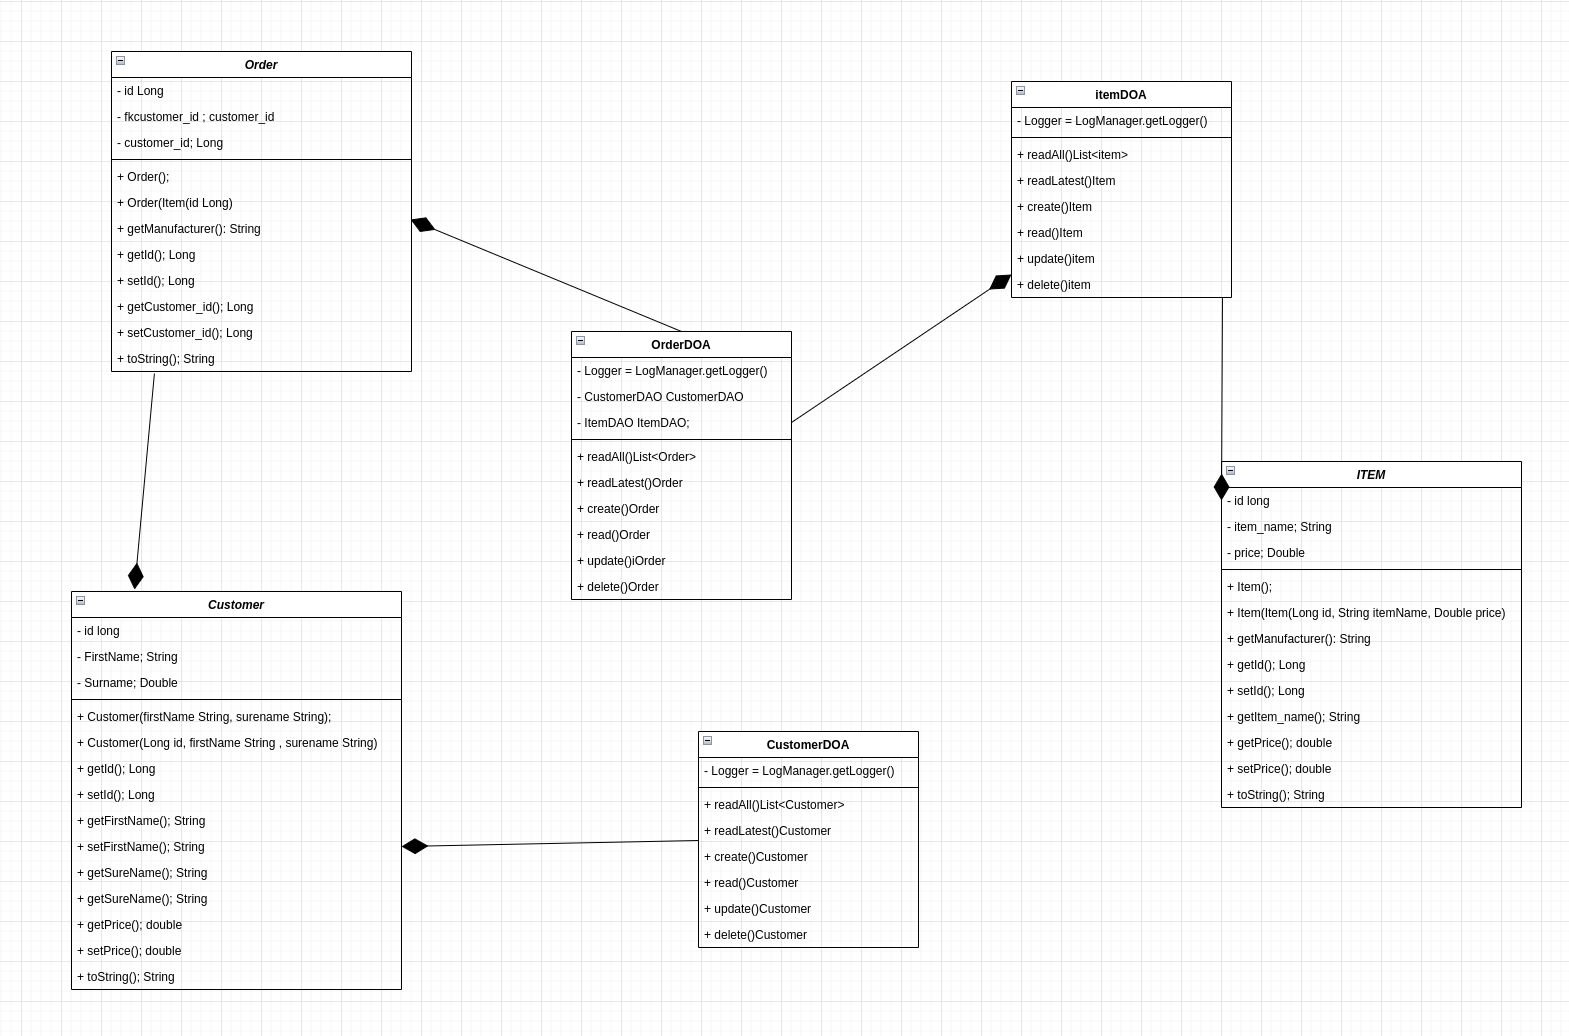 Order
- id Long
- fkcustomer_id ; customer_id
- customer_id; Long
+ Order();
+ Order(Item(id Long)
+ getManufacturer(): String
+ getId(); Long
+ setId(); Long
+ getCustomer_id(); Long
+ setCustomer_id(); Long
+ toString(); String
itemDOA
- Logger = LogManager.getLogger()
+ readAll()List<item>
+ readLatest()Item
+ create()Item
+ read()Item
+ update()item
+ delete()item
OrderDOA
- Logger = LogManager.getLogger()
- CustomerDAO CustomerDAO
- ItemDAO ItemDAO;
+ readAll()List<Order>
+ readLatest()Order
+ create()Order
+ read()Order
+ update()iOrder
+ delete()Order
ITEM
- id long
- item_name; String
- price; Double
+ Item();
+ Item(Item(Long id, String itemName, Double price)
+ getManufacturer(): String
+ getId(); Long
+ setId(); Long
+ getItem_name(); String
+ getPrice(); double
+ setPrice(); double
+ toString(); String
Customer
- id long
- FirstName; String
- Surname; Double
+ Customer(firstName String, surename String);
+ Customer(Long id, firstName String , surename String)
+ getId(); Long
+ setId(); Long
+ getFirstName(); String
+ setFirstName(); String
+ getSureName(); String
+ getSureName(); String
+ getPrice(); double
+ setPrice(); double
+ toString(); String
CustomerDOA
- Logger = LogManager.getLogger()
+ readAll()List<Customer>
+ readLatest()Customer
+ create()Customer
+ read()Customer
+ update()Customer
+ delete()Customer